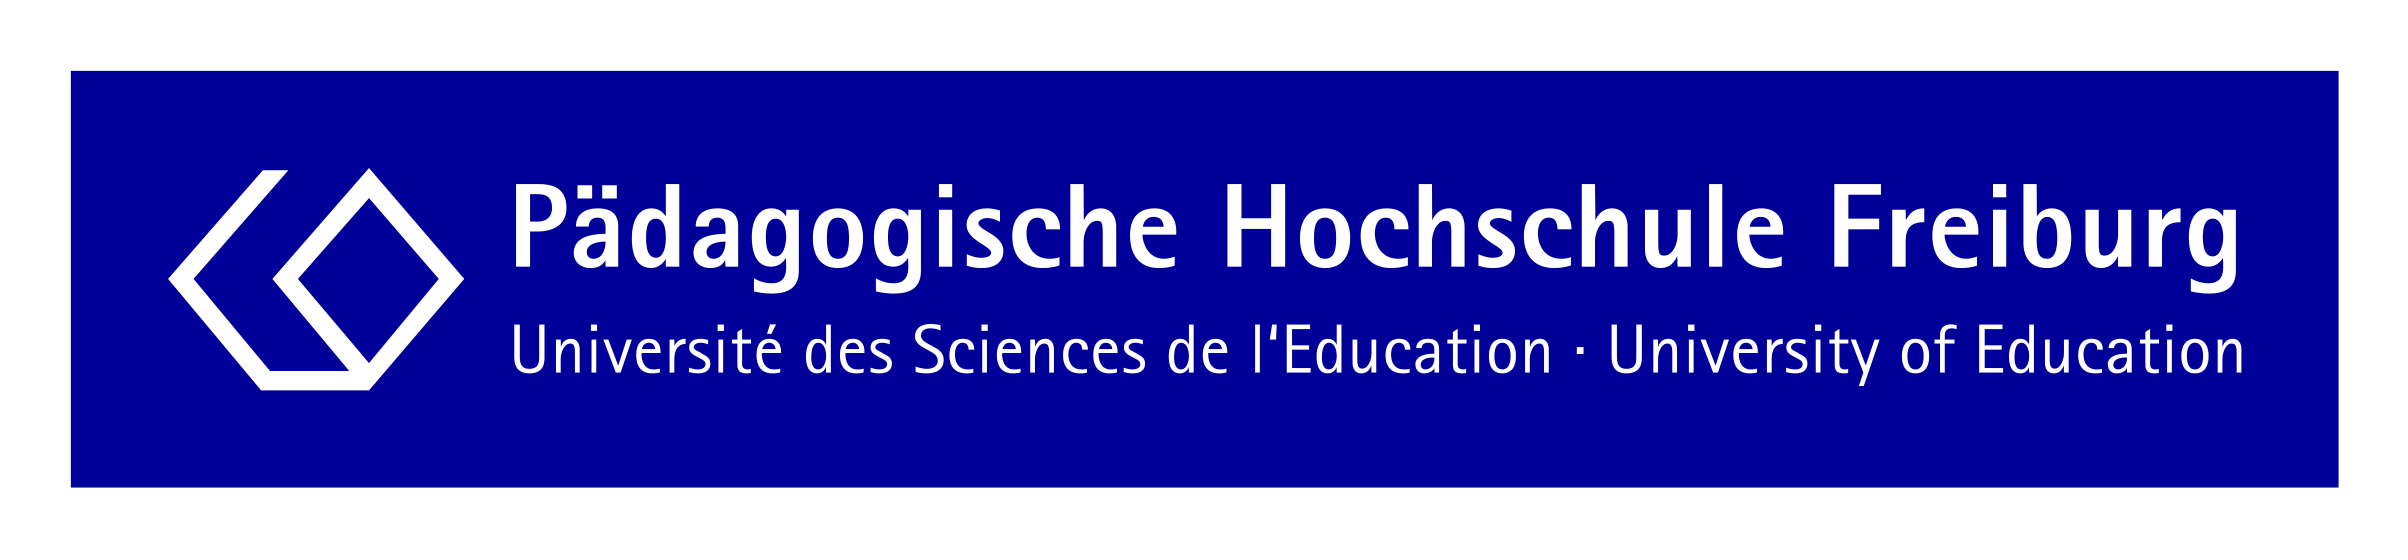 Pädagogische Hochschule Freiburg
Université des Sciences de l‘Education · University of Education